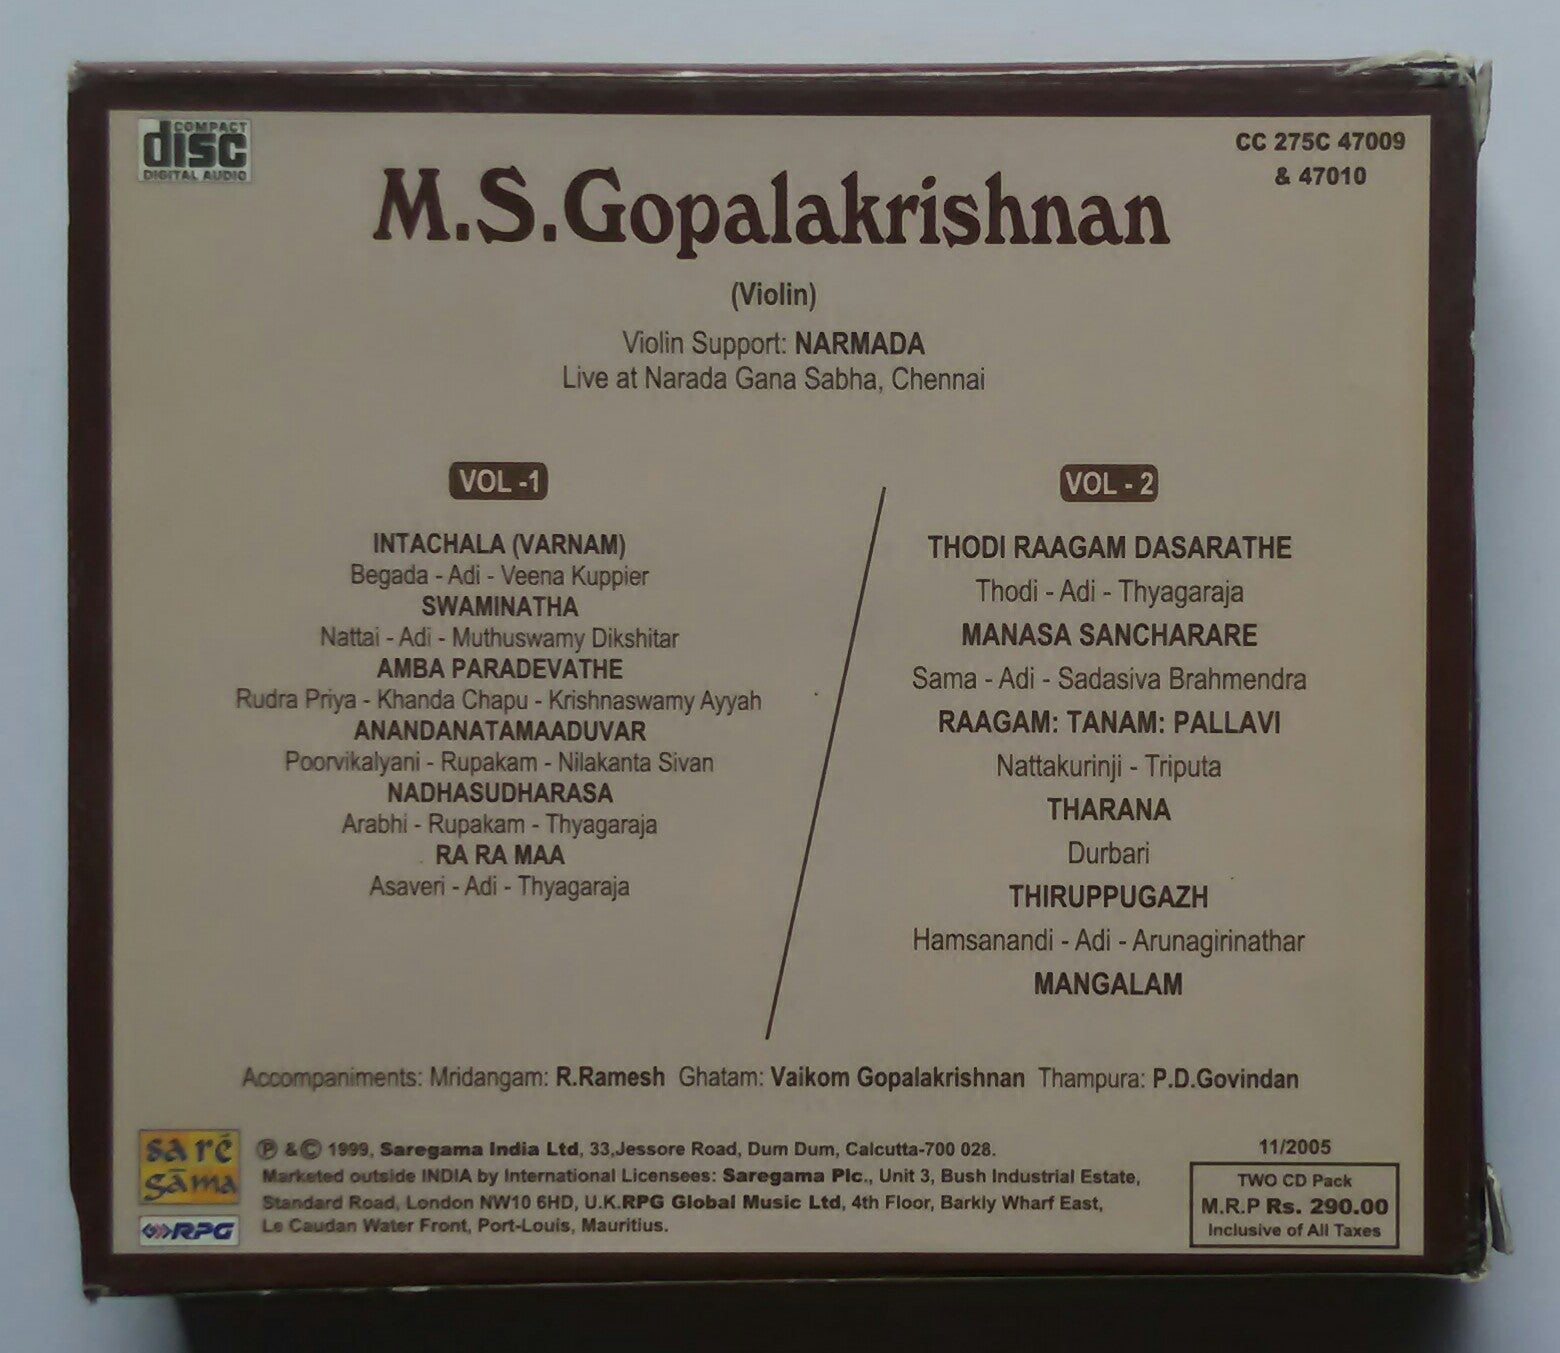 COMPACT
disc
DIGITAL AUDIO
CC 275C 47009
& 47010
M.S.Gopalakrishnan
(Violin)
Violin Support: NARMADA
Live at Narada Gana Sabha, Chennai
VOL -1
INTACHALA (VARNAM)
Begada - Adi - Veena Kuppier
SWAMINATHA
Nattai - Adi - Muthuswamy Dikshitar
AMBA PARADEVATHE
Rudra Priya - Khanda Chapu - Krishnaswamy Ayyah
ANANDANATAMAADUVAR
Poorvikalyani - Rupakam - Nilakanta Sivan
NADHASUDHARASA
Arabhi - Rupakam - Thyagaraja
RA RA MAA
Asaveri - Adi - Thyagaraja
VOL - 2
THODI RAAGAM DASARATHE
Thodi - Adi - Thyagaraja
MANASA SANCHARARE
Sama - Adi - Sadasiva Brahmendra
RAAGAM: TANAM: PALLAVI
Nattakurinji - Triputa
THARANA
Durbari
THIRUPPUGAZH
Hamsanandi - Adi - Arunagirinathar
MANGALAM
Accompaniments: Mridangam: R.Ramesh Ghatam: Vaikom Gopalakrishnan Thampura: P.D.Govindan
sa rē
gāma
RPG
℗ &© 1999, Saregama India Ltd, 33,Jessore Road, Dum Dum, Calcutta-700 028.
Marketed outside INDIA by International Licensees: Saregama Plc., Unit 3, Bush Industrial Estate,
Standard Road, London NW10 6HD, U.K.RPG Global Music Ltd, 4th Floor, Barkly Wharf East,
Le Caudan Water Front, Port-Louis, Mauritius.
11/2005
TWO CD Pack
M.R.P Rs. 290.00
Inclusive of All Taxes